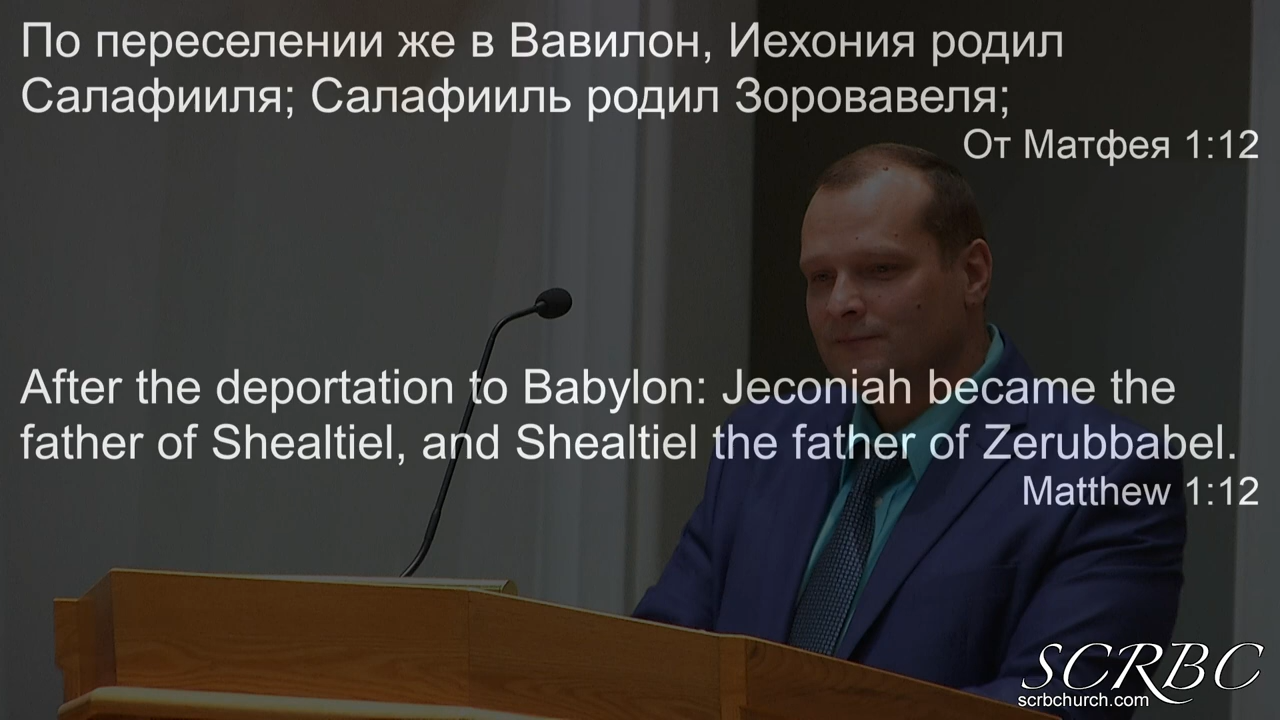 По переселении же в Вавилон, Иехония родил
Салафииля; Салафииль родил Зоровавеля;
От Матфея 1:12
After the deportation to Babylon: Jeconiah became the
father of Shealtiel, and Shealtiel the father of Zerubbabel.
Matthew 1:12
SCRBC
scrbchurch.com